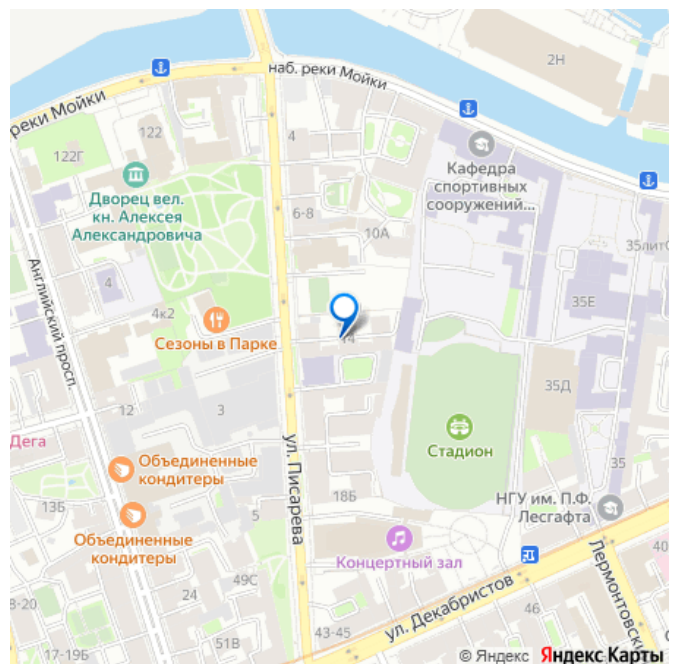 2Н
наб. реки Мойки
реки Мойки
122
4
122Г
Кафедра
спортивных
сооружений...
Дворец вел.
кн. Алексея
Александровича
6-8
10А
35лит
Английский просп.
4
4к2
35Е
14
Сезоны в Парке
35Д
12
3
Стадион
Дега
Объединенные
кондитеры
ул. Писарева
35
13Б
18Б
НГУ им. П.Ф.
Лесгафта
5
Объединенные
кондитеры
Концертный зал
40
49С
ул. Декабристов
Лермонтовский
24
46
8-20
43-45
51В
17-19Б
© Яндекс Яндекс Карты